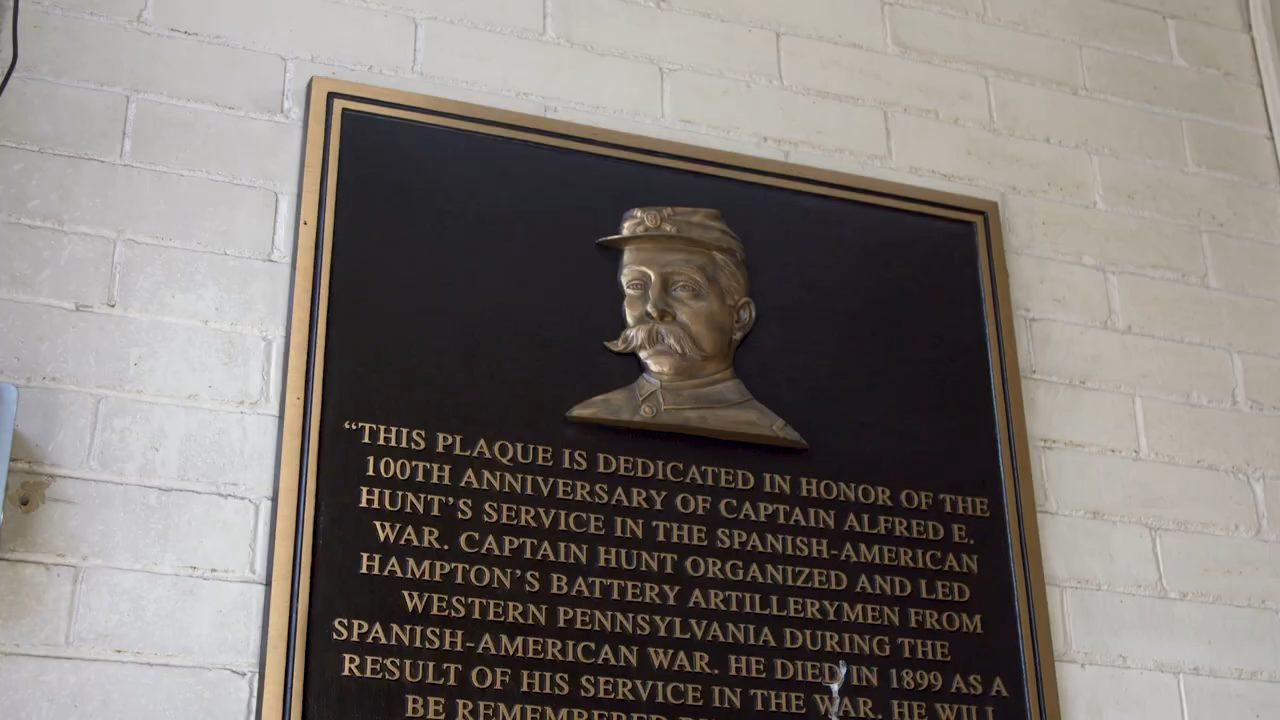 “THIS PLAQUE IS DEDICATED IN HONOR OF THE
100TH ANNIVERSARY OF CAPTAIN ALFRED E.
HUNT’S SERVICE IN THE SPANISH-AMERICAN
WAR. CAPTAIN HUNT ORGANIZED AND LED
HAMPTON’S BATTERY ARTILLERYMEN FROM
WESTERN PENNSYLVANIA DURING THE
SPANISH-AMERICAN WAR. HE DIED IN 1899 AS A
RESULT OF HIS SERVICE IN THE WAR. HE WILL
BE REMEMBERED